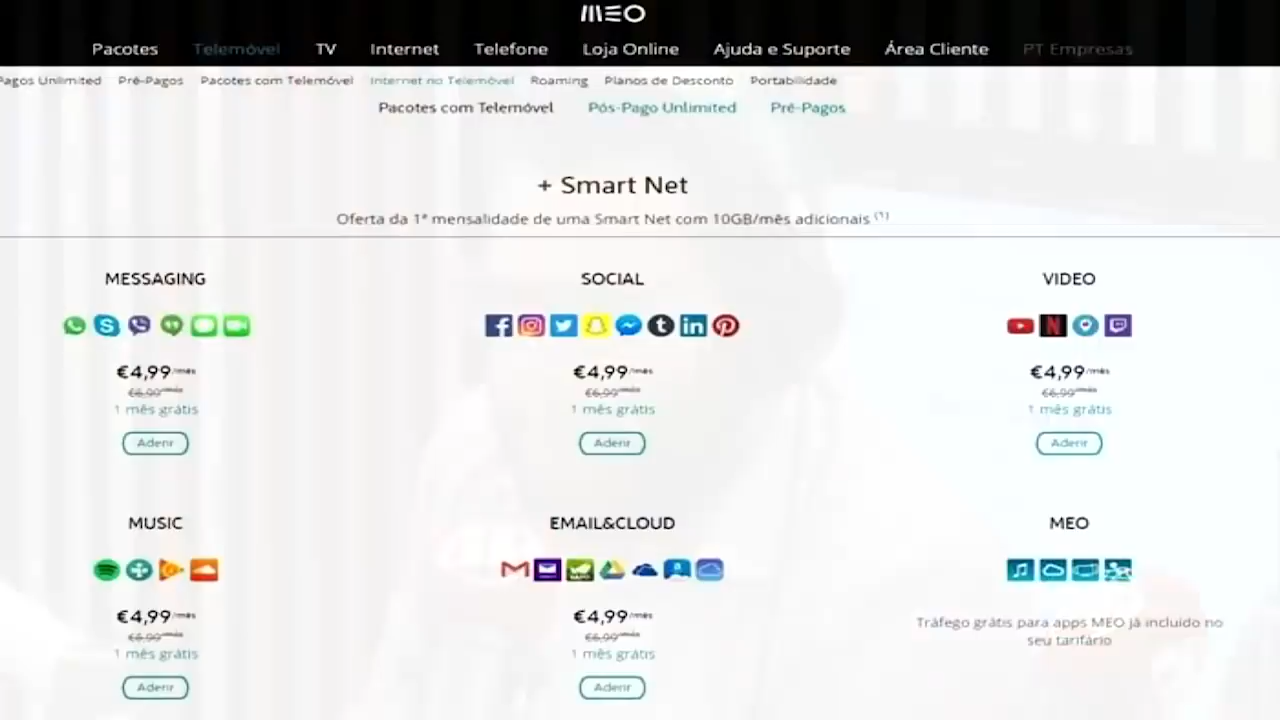 MEO
Pacotes Telemóvel TV Internet Telefone Loja Online Ajuda e Suporte Área Cliente PT Empresas
Pagos Unlimited Pré-Pagos Pacotes com Telemóvel Internet no Telemóvel Roaming Planos de Desconto Portabilidade
Pacotes com Telemóvel Pós-Pago Unlimited Pré-Pagos
+ Smart Net
Oferta da 1ª mensalidade de uma Smart Net com 10GB/mês adicionais (1)
MESSAGING SOCIAL VIDEO
€4,99/mês €4,99/mês €4,99/mês
€6,99/mês €6,99/mês €6,99/mês
1 mês grátis 1 mês grátis 1 mês grátis
Aderir Aderir Aderir
MUSIC EMAIL&CLOUD MEO
€4,99/mês €4,99/mês
€6,99/mês €6,99/mês
1 mês grátis 1 mês grátis
Tráfego grátis para apps MEO já incluído no
seu tarifário
Aderir Aderir